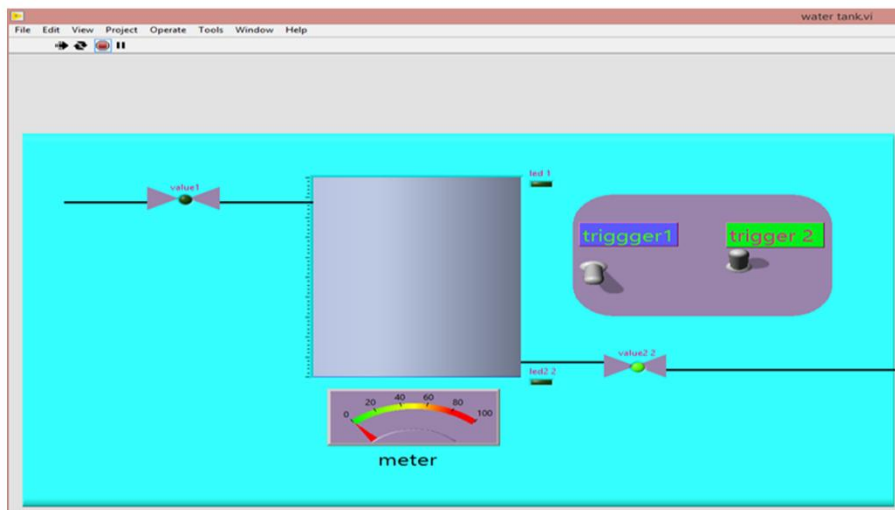 water tank.vi
File Edit View Project Operate Tools Window Help
value1
led 1
triggger1
trigger 2
value2 2
led2 2
0 20 40 60 80 100
meter